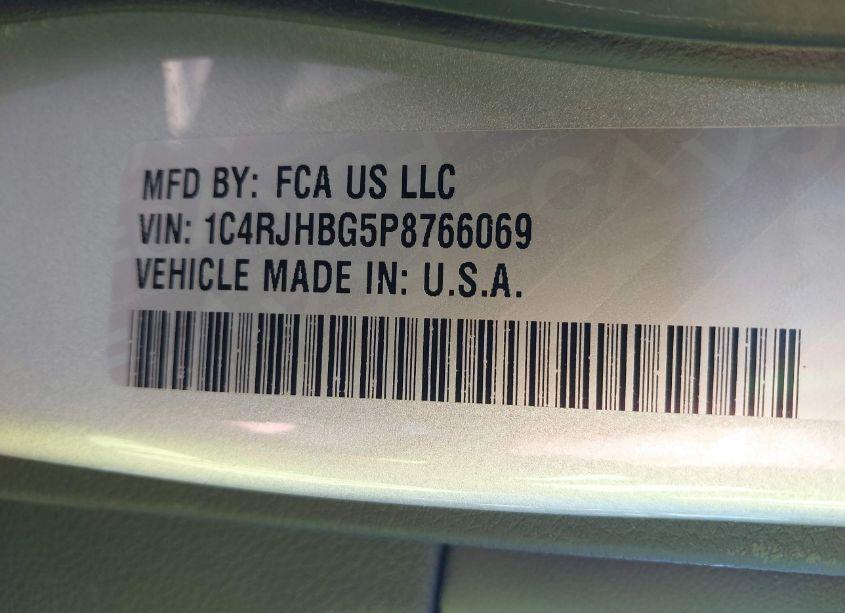 MFD BY: FCA US LLC
VIN: 1C4RJHBG5P8766069
VEHICLE MADE IN: U.S.A.